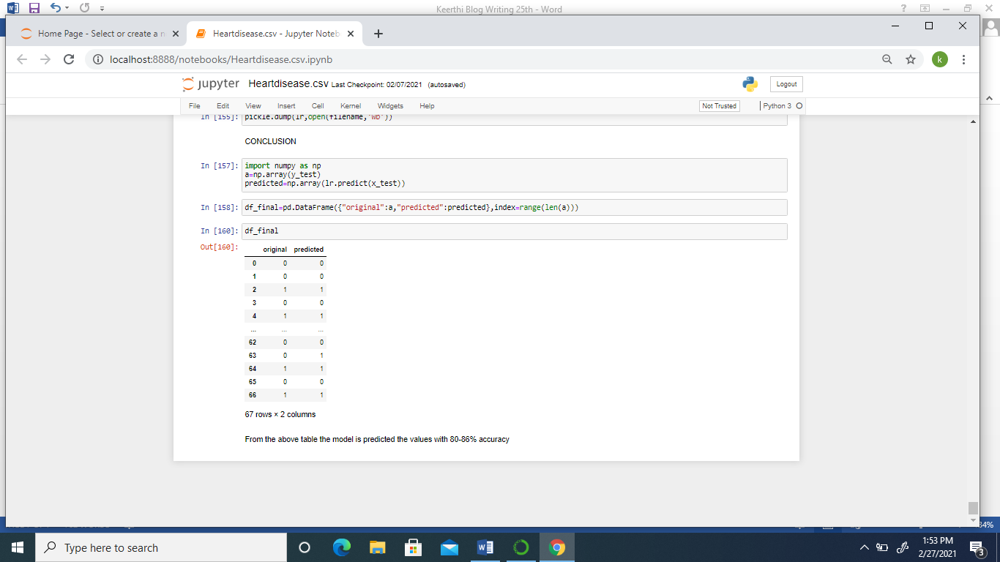 Keerthi Blog Writing 25th - Word
Home Page - Select or create a n
Heartdisease.csv - Jupyter Noteb
localhost:8888/notebooks/Heartdisease.csv.ipynb
k
jupyter Heartdisease.csv Last Checkpoint: 02/07/2021 (autosaved)
Logout
File Edit View Insert Cell Kernel Widgets Help
Not Trusted
Python 3
In [155]: pickle.dump(lr,open(filename,'wb'))
CONCLUSION
In [157]: import numpy as np
a=np.array(y_test)
predicted=np.array(lr.predict(x_test))
In [158]: df_final=pd.DataFrame({"original":a,"predicted":predicted},index=range(len(a)))
In [160]: df_final
Out[160]:
original predicted
0 0 0
1 0 0
2 1 1
3 0 0
4 1 1
... ... ...
62 0 0
63 0 1
64 1 1
65 0 0
66 1 1
67 rows × 2 columns
From the above table the model is predicted the values with 80-86% accuracy
Type here to search
1:53 PM
2/27/2021
3